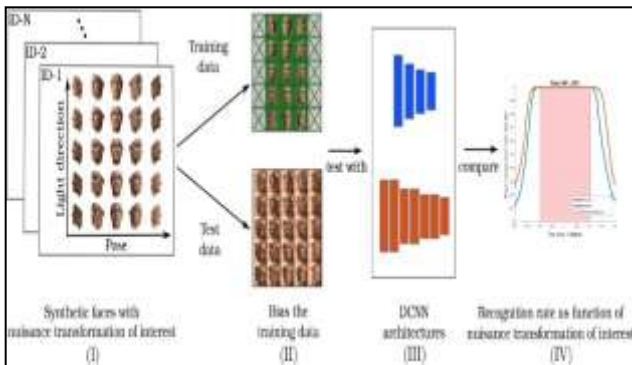 ID-N
ID-2
ID-1
Light direction
Pose
Training
data
Test
data
test with
compare
Synthetic faces with
nuisance transformation of interest
(I)
Bias the
training data
(II)
DCNN
architectures
(III)
Recognition rate as function of
nuisance transformation of interest
(IV)